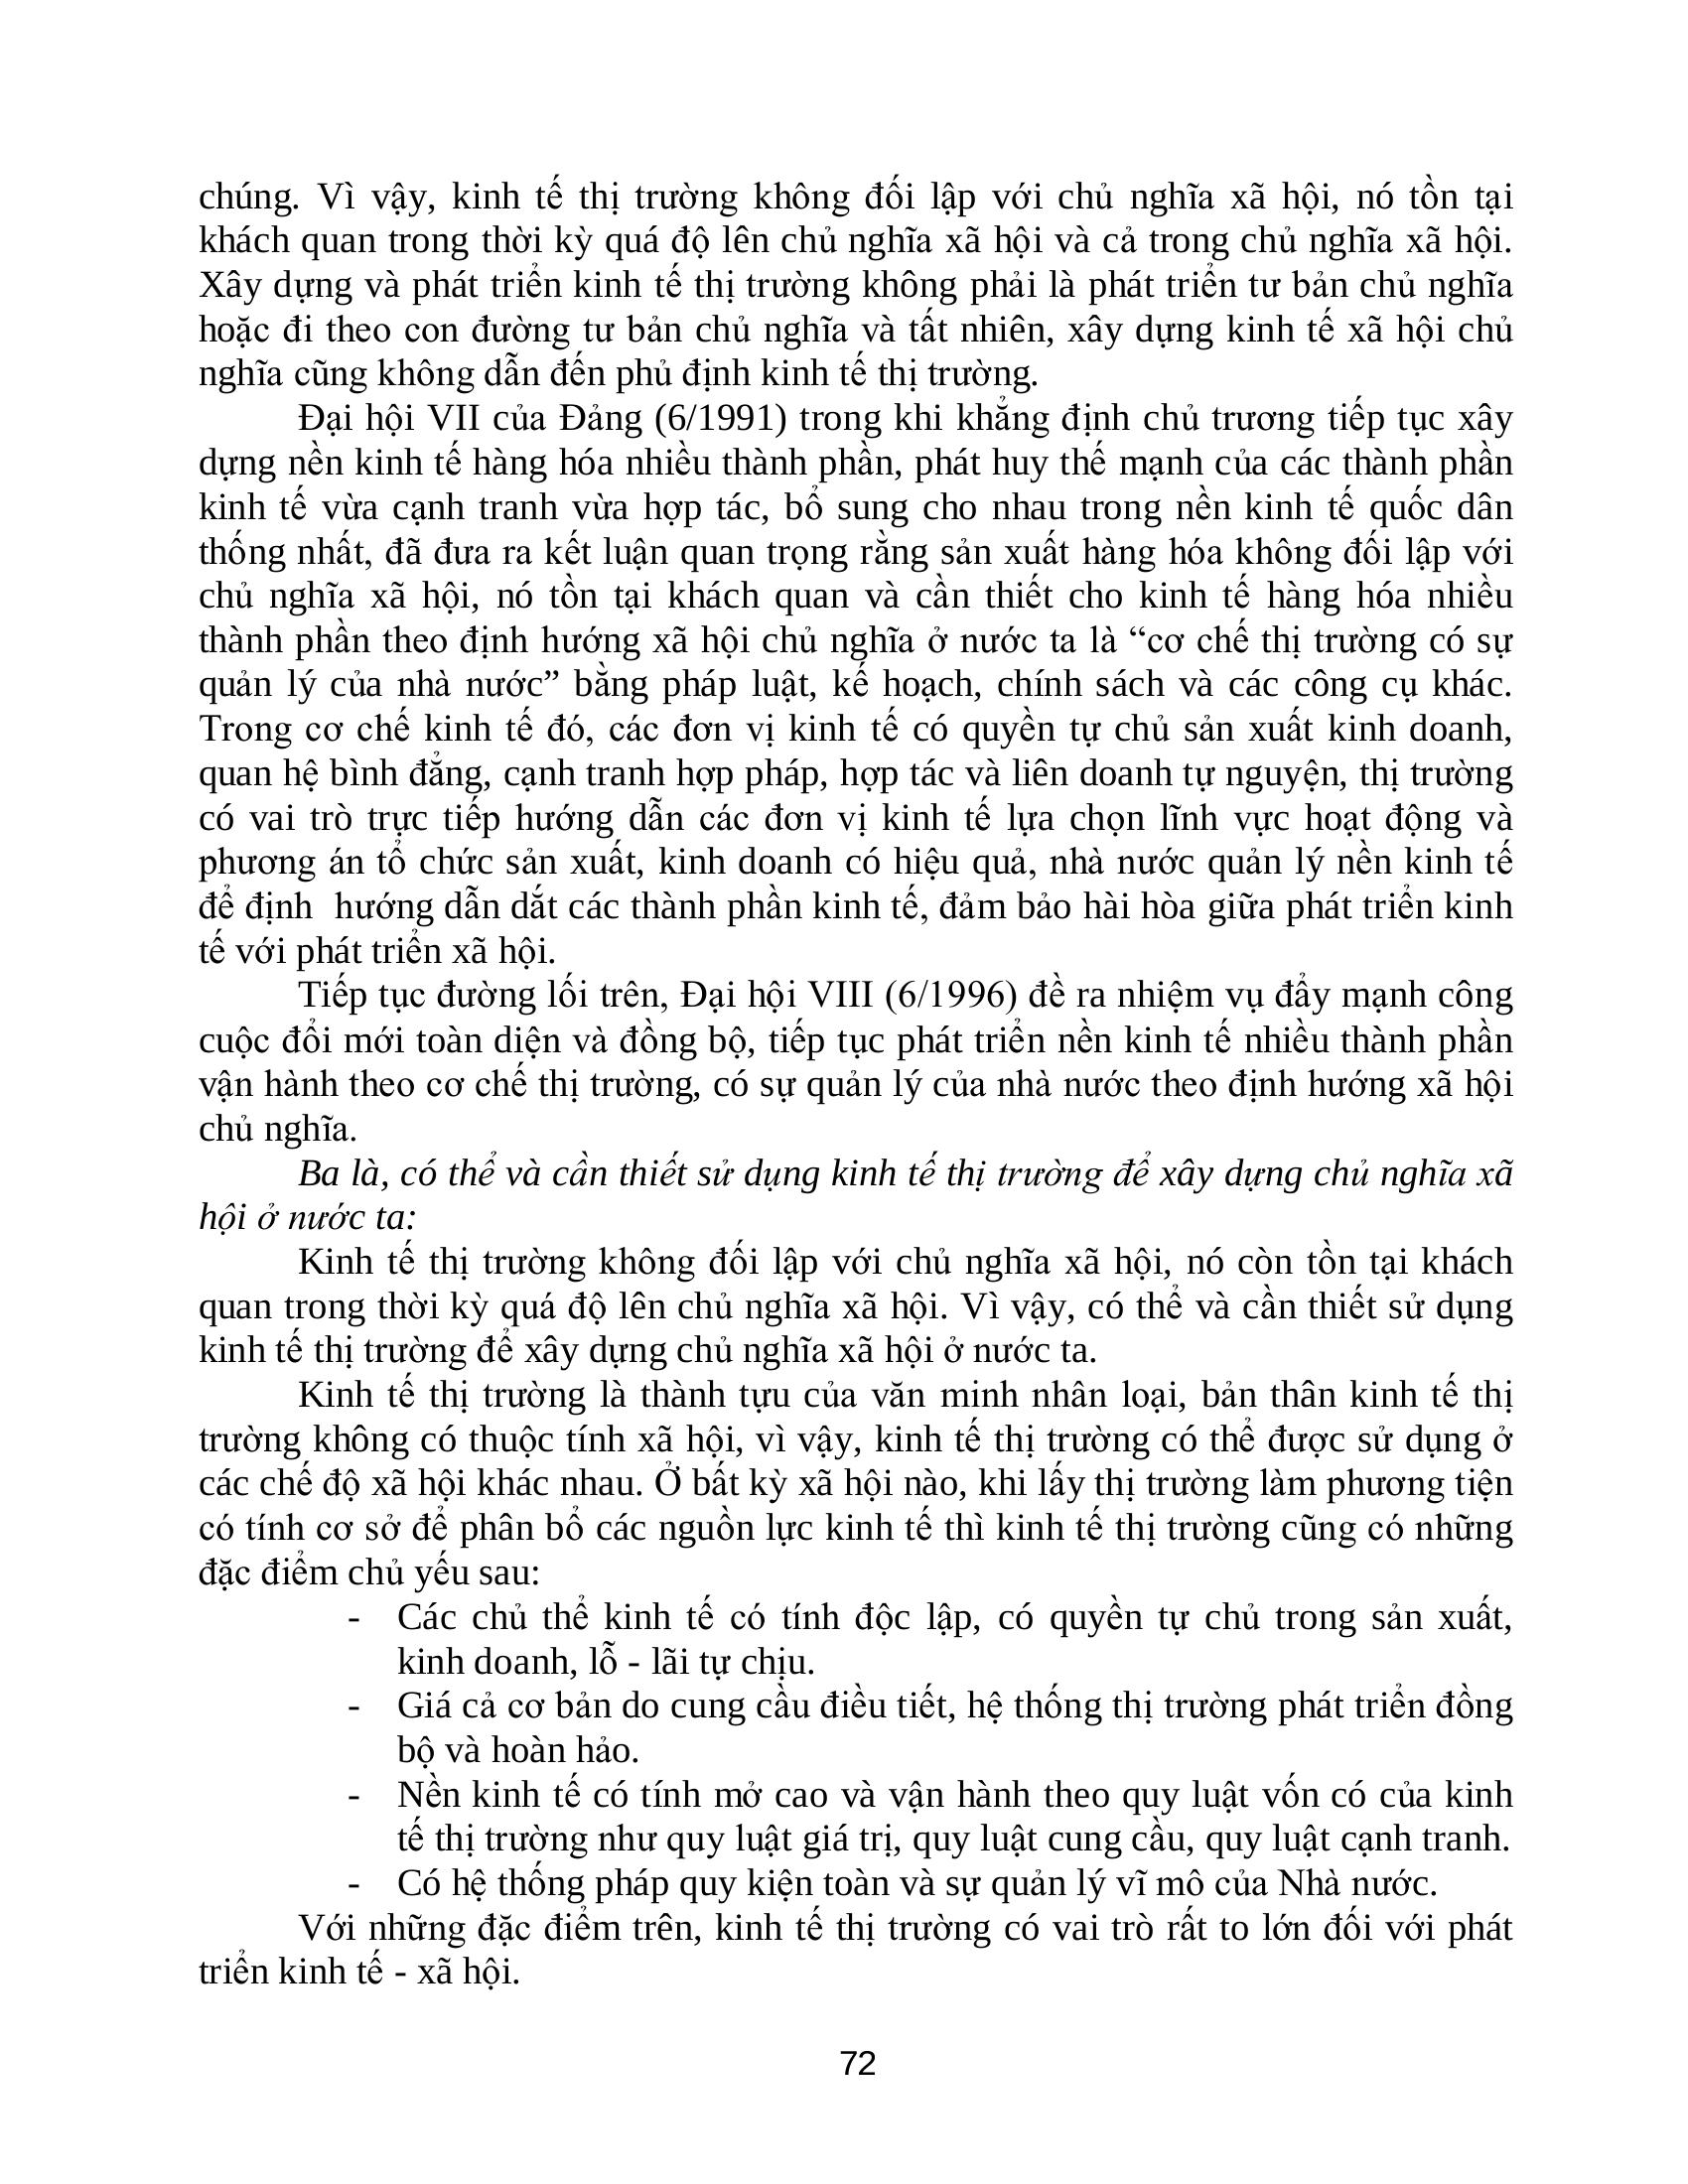 chúng. Vì vậy, kinh tế thị trường không đối lập với chủ nghĩa xã hội, nó tồn tại
khách quan trong thời kỳ quá độ lên chủ nghĩa xã hội và cả trong chủ nghĩa xã hội.
Xây dựng và phát triển kinh tế thị trường không phải là phát triển tư bản chủ nghĩa
hoặc đi theo con đường tư bản chủ nghĩa và tất nhiên, xây dựng kinh tế xã hội chủ
nghĩa cũng không dẫn đến phủ định kinh tế thị trường.
Đại hội VII của Đảng (6/1991) trong khi khẳng định chủ trương tiếp tục xây
dựng nền kinh tế hàng hóa nhiều thành phần, phát huy thế mạnh của các thành phần
kinh tế vừa cạnh tranh vừa hợp tác, bổ sung cho nhau trong nền kinh tế quốc dân
thống nhất, đã đưa ra kết luận quan trọng rằng sản xuất hàng hóa không đối lập với
chủ nghĩa xã hội, nó tồn tại khách quan và cần thiết cho kinh tế hàng hóa nhiều
thành phần theo định hướng xã hội chủ nghĩa ở nước ta là “cơ chế thị trường có sự
quản lý của nhà nước” bằng pháp luật, kế hoạch, chính sách và các công cụ khác.
Trong cơ chế kinh tế đó, các đơn vị kinh tế có quyền tự chủ sản xuất kinh doanh,
quan hệ bình đẳng, cạnh tranh hợp pháp, hợp tác và liên doanh tự nguyện, thị trường
có vai trò trực tiếp hướng dẫn các đơn vị kinh tế lựa chọn lĩnh vực hoạt động và
phương án tổ chức sản xuất, kinh doanh có hiệu quả, nhà nước quản lý nền kinh tế
để định  hướng dẫn dắt các thành phần kinh tế, đảm bảo hài hòa giữa phát triển kinh
tế với phát triển xã hội.
Tiếp tục đường lối trên, Đại hội VIII (6/1996) đề ra nhiệm vụ đẩy mạnh công
cuộc đổi mới toàn diện và đồng bộ, tiếp tục phát triển nền kinh tế nhiều thành phần
vận hành theo cơ chế thị trường, có sự quản lý của nhà nước theo định hướng xã hội
chủ nghĩa.
Ba là, có thể và cần thiết sử dụng kinh tế thị trường để xây dựng chủ nghĩa xã
hội ở nước ta:
Kinh tế thị trường không đối lập với chủ nghĩa xã hội, nó còn tồn tại khách
quan trong thời kỳ quá độ lên chủ nghĩa xã hội. Vì vậy, có thể và cần thiết sử dụng
kinh tế thị trường để xây dựng chủ nghĩa xã hội ở nước ta.
Kinh tế thị trường là thành tựu của văn minh nhân loại, bản thân kinh tế thị
trường không có thuộc tính xã hội, vì vậy, kinh tế thị trường có thể được sử dụng ở
các chế độ xã hội khác nhau. Ở bất kỳ xã hội nào, khi lấy thị trường làm phương tiện
có tính cơ sở để phân bổ các nguồn lực kinh tế thì kinh tế thị trường cũng có những
đặc điểm chủ yếu sau:
- Các chủ thể kinh tế có tính độc lập, có quyền tự chủ trong sản xuất,
kinh doanh, lỗ - lãi tự chịu.
- Giá cả cơ bản do cung cầu điều tiết, hệ thống thị trường phát triển đồng
bộ và hoàn hảo.
- Nền kinh tế có tính mở cao và vận hành theo quy luật vốn có của kinh
tế thị trường như quy luật giá trị, quy luật cung cầu, quy luật cạnh tranh.
- Có hệ thống pháp quy kiện toàn và sự quản lý vĩ mô của Nhà nước.
Với những đặc điểm trên, kinh tế thị trường có vai trò rất to lớn đối với phát
triển kinh tế - xã hội.
72